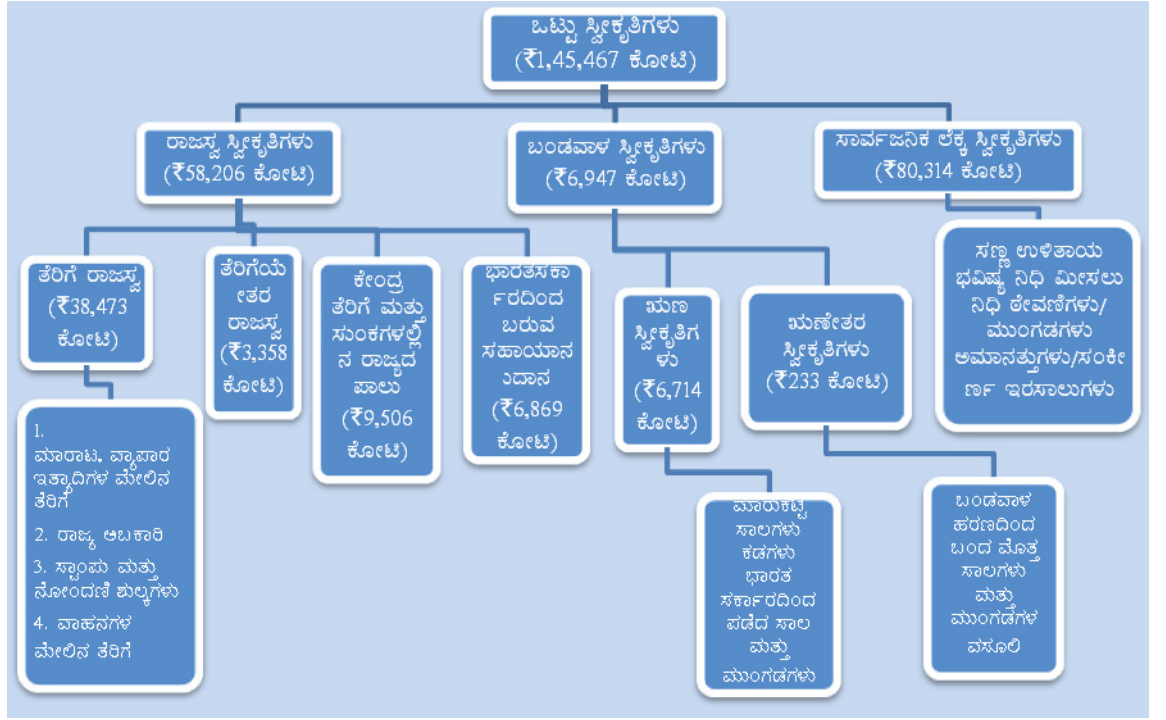 ಒಟ್ಟು ಸ್ವೀಕೃತಿಗಳು
(₹1,45,467 ಕೋಟಿ)
ರಾಜಸ್ವ ಸ್ವೀಕೃತಿಗಳು
(₹58,206 ಕೋಟಿ)
ಬಂಡವಾಳ ಸ್ವೀಕೃತಿಗಳು
(₹6,947 ಕೋಟಿ)
ಸಾರ್ವಜನಿಕ ಲೆಕ್ಕ ಸ್ವೀಕೃತಿಗಳು
(₹80,314 ಕೋಟಿ)
ತೆರಿಗೆ ರಾಜಸ್ವ
(₹38,473
ಕೋಟಿ)
ತೆರಿಗೆಯೇ
ತರ
ರಾಜಸ್ವ
(₹3,358
ಕೋಟಿ)
ಕೇಂದ್ರ
ತೆರಿಗೆ ಮತ್ತು
ಸುಂಕಗಳಲ್ಲಿ
ನ ರಾಜ್ಯದ
ಪಾಲು
(₹9,506
ಕೋಟಿ)
ಭಾರತಸರ್ಕಾ
ರದಿಂದ
ಬರುವ
ಸಹಾಯಾನ
ುದಾನ
(₹6,869
ಕೋಟಿ)
ಋಣ
ಸ್ವೀಕೃತಿಗ
ಳು
(₹6,714
ಕೋಟಿ)
ಋಣೇತರ
ಸ್ವೀಕೃತಿಗಳು
(₹233 ಕೋಟಿ)
ಸಣ್ಣ ಉಳಿತಾಯ
ಭವಿಷ್ಯ ನಿಧಿ ಮೀಸಲು
ನಿಧಿ ಠೇವಣಿಗಳು/
ಮುಂಗಡಗಳು
ಅಮಾನತ್ತುಗಳು/ಸಂಕೀ
ರ್ಣ ಇರಸಾಲುಗಳು
1.
ಮಾರಾಟ, ವ್ಯಾಪಾರ
ಇತ್ಯಾದಿಗಳ ಮೇಲಿನ
ತೆರಿಗೆ
2. ರಾಜ್ಯ ಅಬಕಾರಿ
3. ಸ್ಟಾಂಪು ಮತ್ತು
ನೋಂದಣಿ ಶುಲ್ಕಗಳು
4. ವಾಹನಗಳ
ಮೇಲಿನ ತೆರಿಗೆ
ಮಾರುಕಟ್ಟೆ
ಸಾಲಗಳು
ಕಡಗಳು
ಭಾರತ
ಸರ್ಕಾರದಿಂದ
ಪಡೆದ ಸಾಲ
ಮತ್ತು
ಮುಂಗಡಗಳು
ಬಂಡವಾಳ
ಹರಣದಿಂದ
ಬಂದ ಮೊತ್ತ
ಸಾಲಗಳು
ಮತ್ತು
ಮುಂಗಡಗಳ
ವಸೂಲಿ